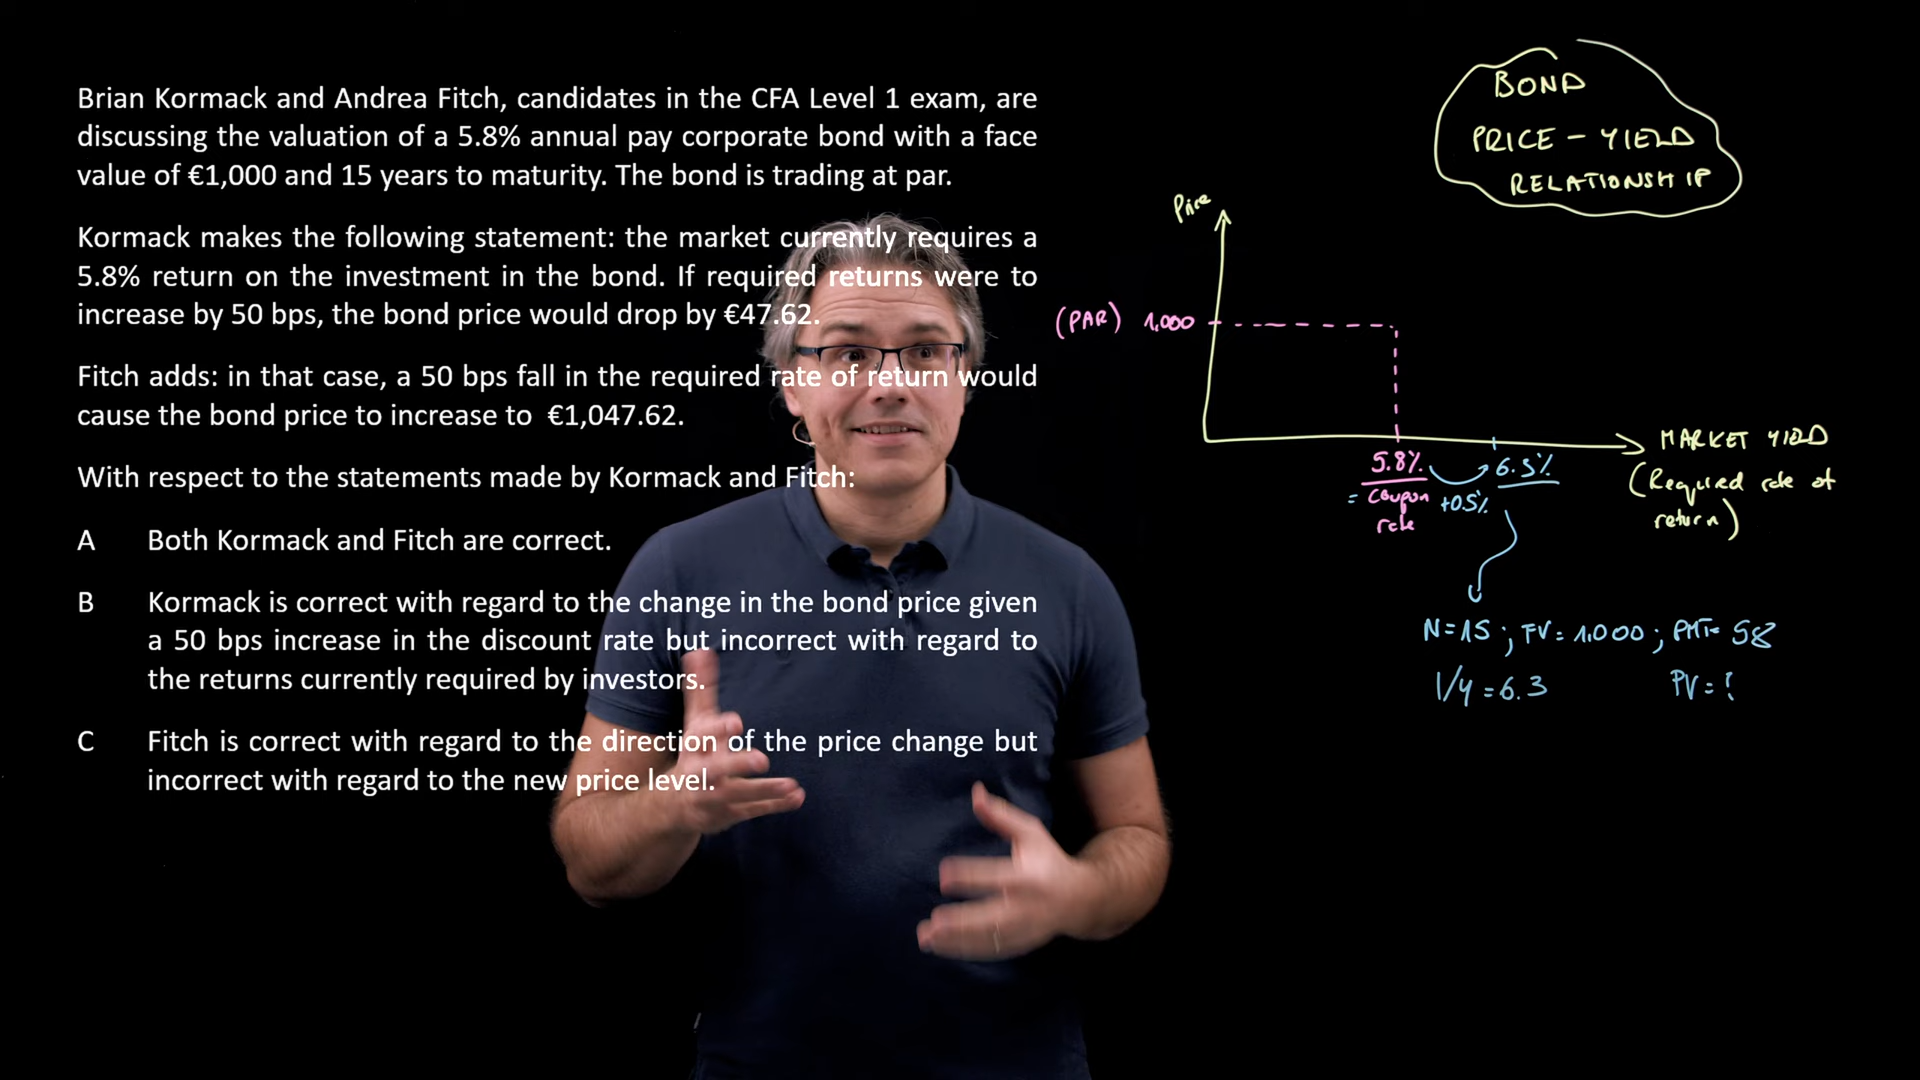 Brian Kormack and Andrea Fitch, candidates in the CFA Level 1 exam, are
discussing the valuation of a 5.8% annual pay corporate bond with a face
value of €1,000 and 15 years to maturity. The bond is trading at par.
Kormack makes the following statement: the market currently requires a
5.8% return on the investment in the bond. If required returns were to
increase by 50 bps, the bond price would drop by €47.62.
Fitch adds: in that case, a 50 bps fall in the required rate of return would
cause the bond price to increase to €1,047.62.
With respect to the statements made by Kormack and Fitch:
A Both Kormack and Fitch are correct.
B Kormack is correct with regard to the change in the bond price given
a 50 bps increase in the discount rate but incorrect with regard to
the returns currently required by investors.
C Fitch is correct with regard to the direction of the price change but
incorrect with regard to the new price level.
BOND
PRICE - YIELD
RELATIONSHIP
Price
(PAR) 1,000
MARKET YIELD
(Required rate of
return)
5.8% 6.3%
= coupon
rate
+0.5%
N=15 ; FV = 1,000 ; PMT= 58
I/Y = 6.3 PV = ?